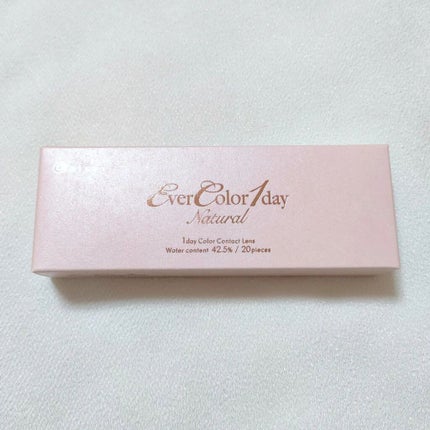 EverColor1day
Natural
1day Color Contact Lens
Water content 42.5% / 20pieces